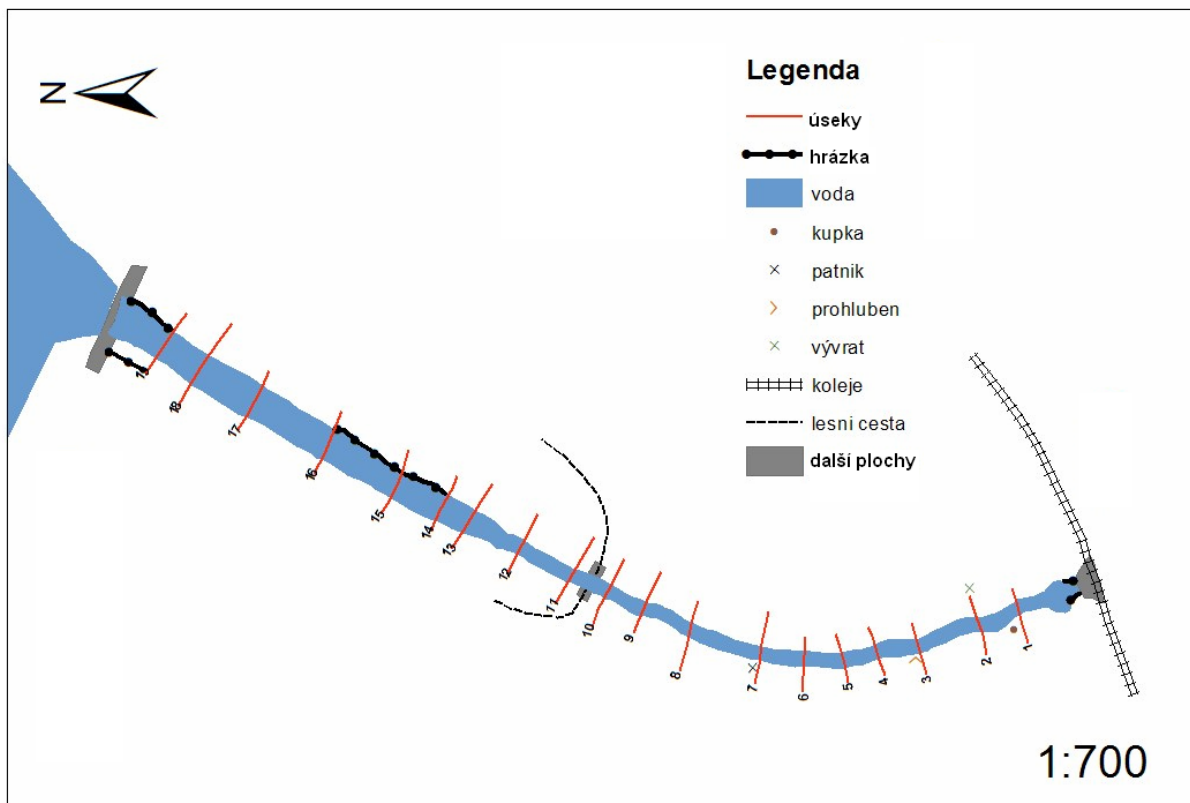 N
Legenda
úseky
hrázka
voda
kupka
patnik
prohluben
vývrat
koleje
lesni cesta
další plochy
18
17
16
15
14
13
12
11
10
9
8
7
6
5
4
3
2
1
1:700